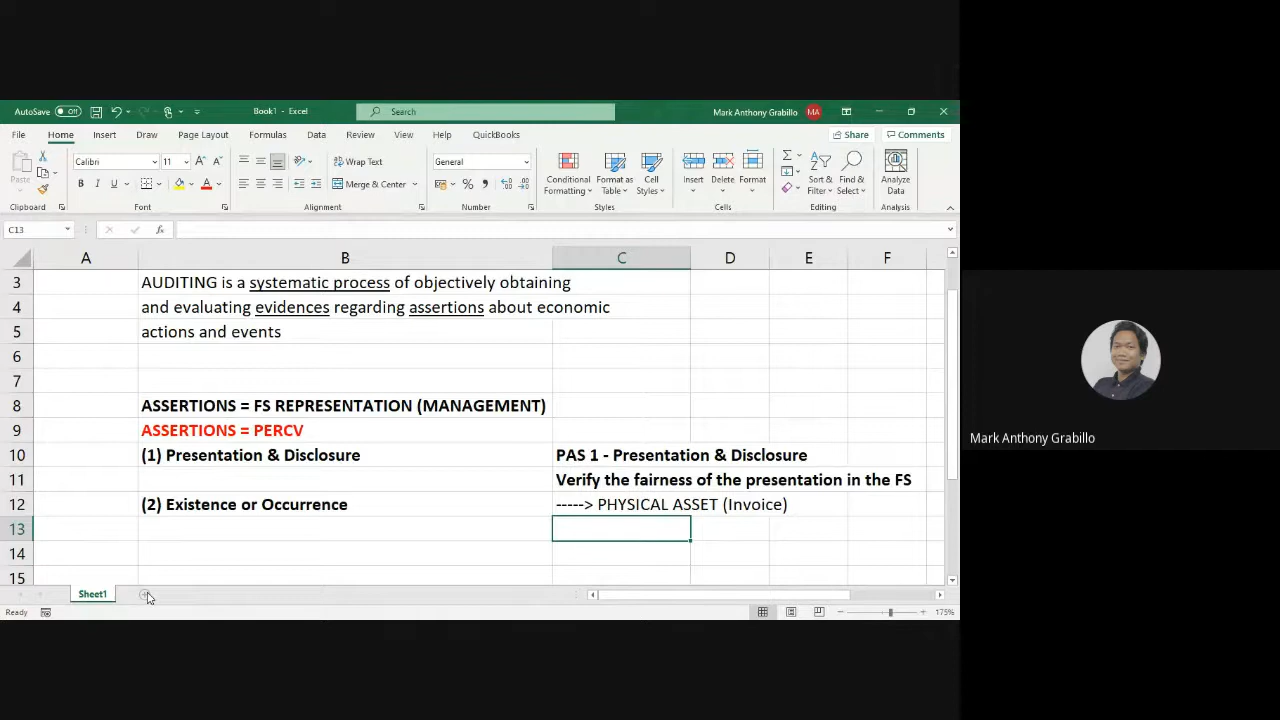 AutoSave Off Book1 - Excel Search Mark Anthony Grabillo MA
File Home Insert Draw Page Layout Formulas Data Review View Help QuickBooks Share Comments
Paste Calibri 11 A A Wrap Text General Conditional Formatting Format as Table Cell Styles Insert Delete Format Sort & Filter Find & Select Analyze Data
B I U A Merge & Center % ,
Clipboard Font Alignment Number Styles Cells Editing Analysis
C13 fx
A B C D E F
3 AUDITING is a systematic process of objectively obtaining
4 and evaluating evidences regarding assertions about economic
5 actions and events
6
7
8 ASSERTIONS = FS REPRESENTATION (MANAGEMENT)
9 ASSERTIONS = PERCV
10 (1) Presentation & Disclosure PAS 1 - Presentation & Disclosure
11 Verify the fairness of the presentation in the FS
12 (2) Existence or Occurrence -----> PHYSICAL ASSET (Invoice)
13
14
15
Sheet1
Ready 175%
Mark Anthony Grabillo